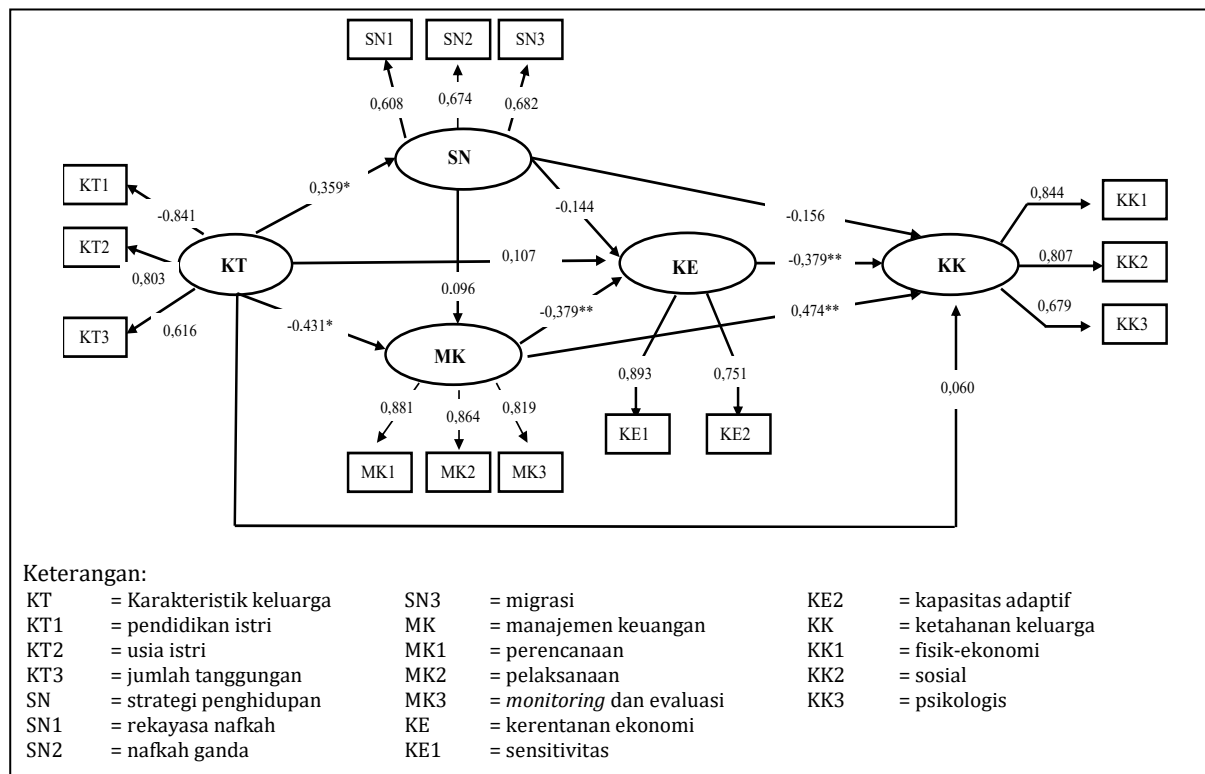 SN1 SN2 SN3
0,608 0,674 0,682
SN
KT1
0,359*
-0,841
-0,144
-0,156
0,844
KK1
KT2
0,803
KT
0,107
KE
-0,379**
KK
0,807
KK2
KT3
0,616
-0.431*
0.096
-0,379**
0,474**
0,679
KK3
MK
0,881 0,864 0,819
0,893 0,751
0,060
KE1 KE2
MK1 MK2 MK3
Keterangan:
KT = Karakteristik keluarga
KT1 = pendidikan istri
KT2 = usia istri
KT3 = jumlah tanggungan
SN = strategi penghidupan
SN1 = rekayasa nafkah
SN2 = nafkah ganda
SN3 = migrasi
MK = manajemen keuangan
MK1 = perencanaan
MK2 = pelaksanaan
MK3 = monitoring dan evaluasi
KE = kerentanan ekonomi
KE1 = sensitivitas
KE2 = kapasitas adaptif
KK = ketahanan keluarga
KK1 = fisik-ekonomi
KK2 = sosial
KK3 = psikologis